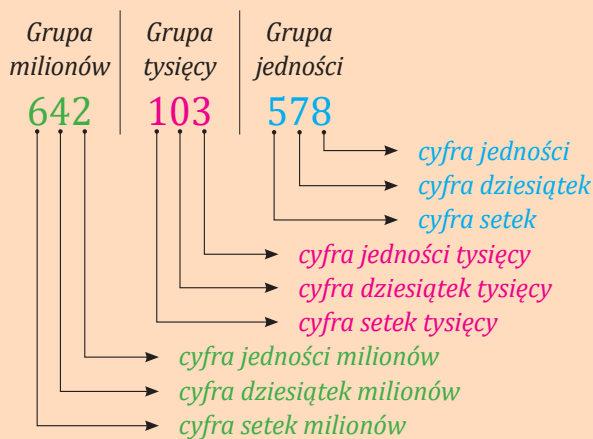 Grupa milionów
Grupa tysięcy
Grupa jedności
642 103 578
cyfra jedności
cyfra dziesiątek
cyfra setek
cyfra jedności tysięcy
cyfra dziesiątek tysięcy
cyfra setek tysięcy
cyfra jedności milionów
cyfra dziesiątek milionów
cyfra setek milionów